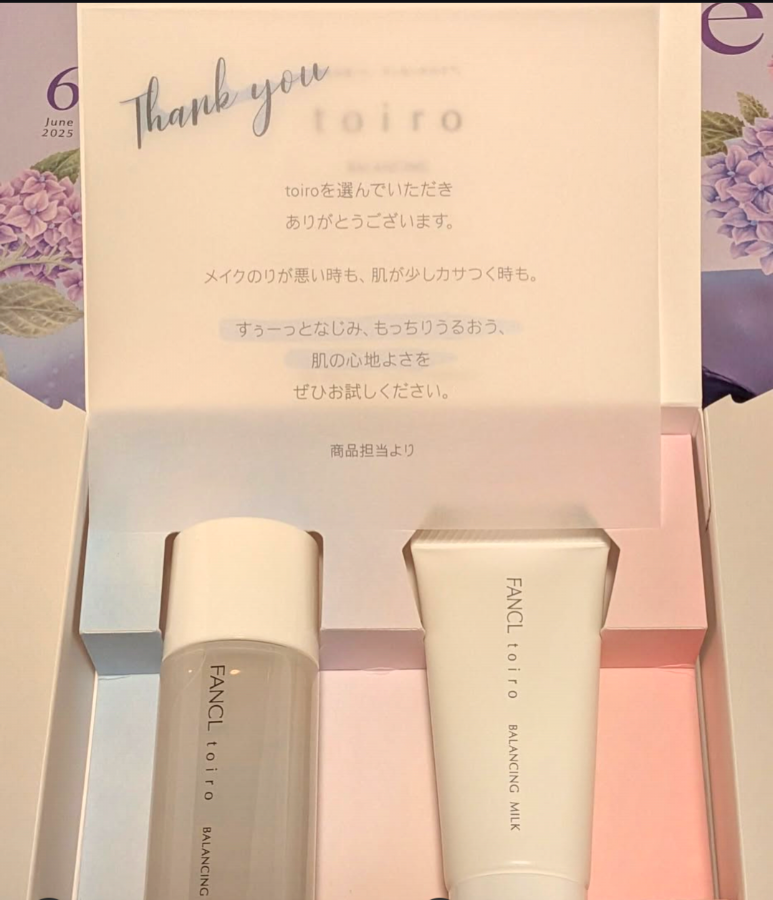 6
June
2025
e
Thank you
toiro
BALANCING
toiroを選んでいただき
ありがとうございます。
メイクのりが悪い時も、肌が少しカサつく時も。
すぅーっとなじみ、もっちりうるおう、
肌の心地よさを
ぜひお試しください。
商品担当より
FANCL toiro BALANCING
FANCL toiro BALANCING MILK